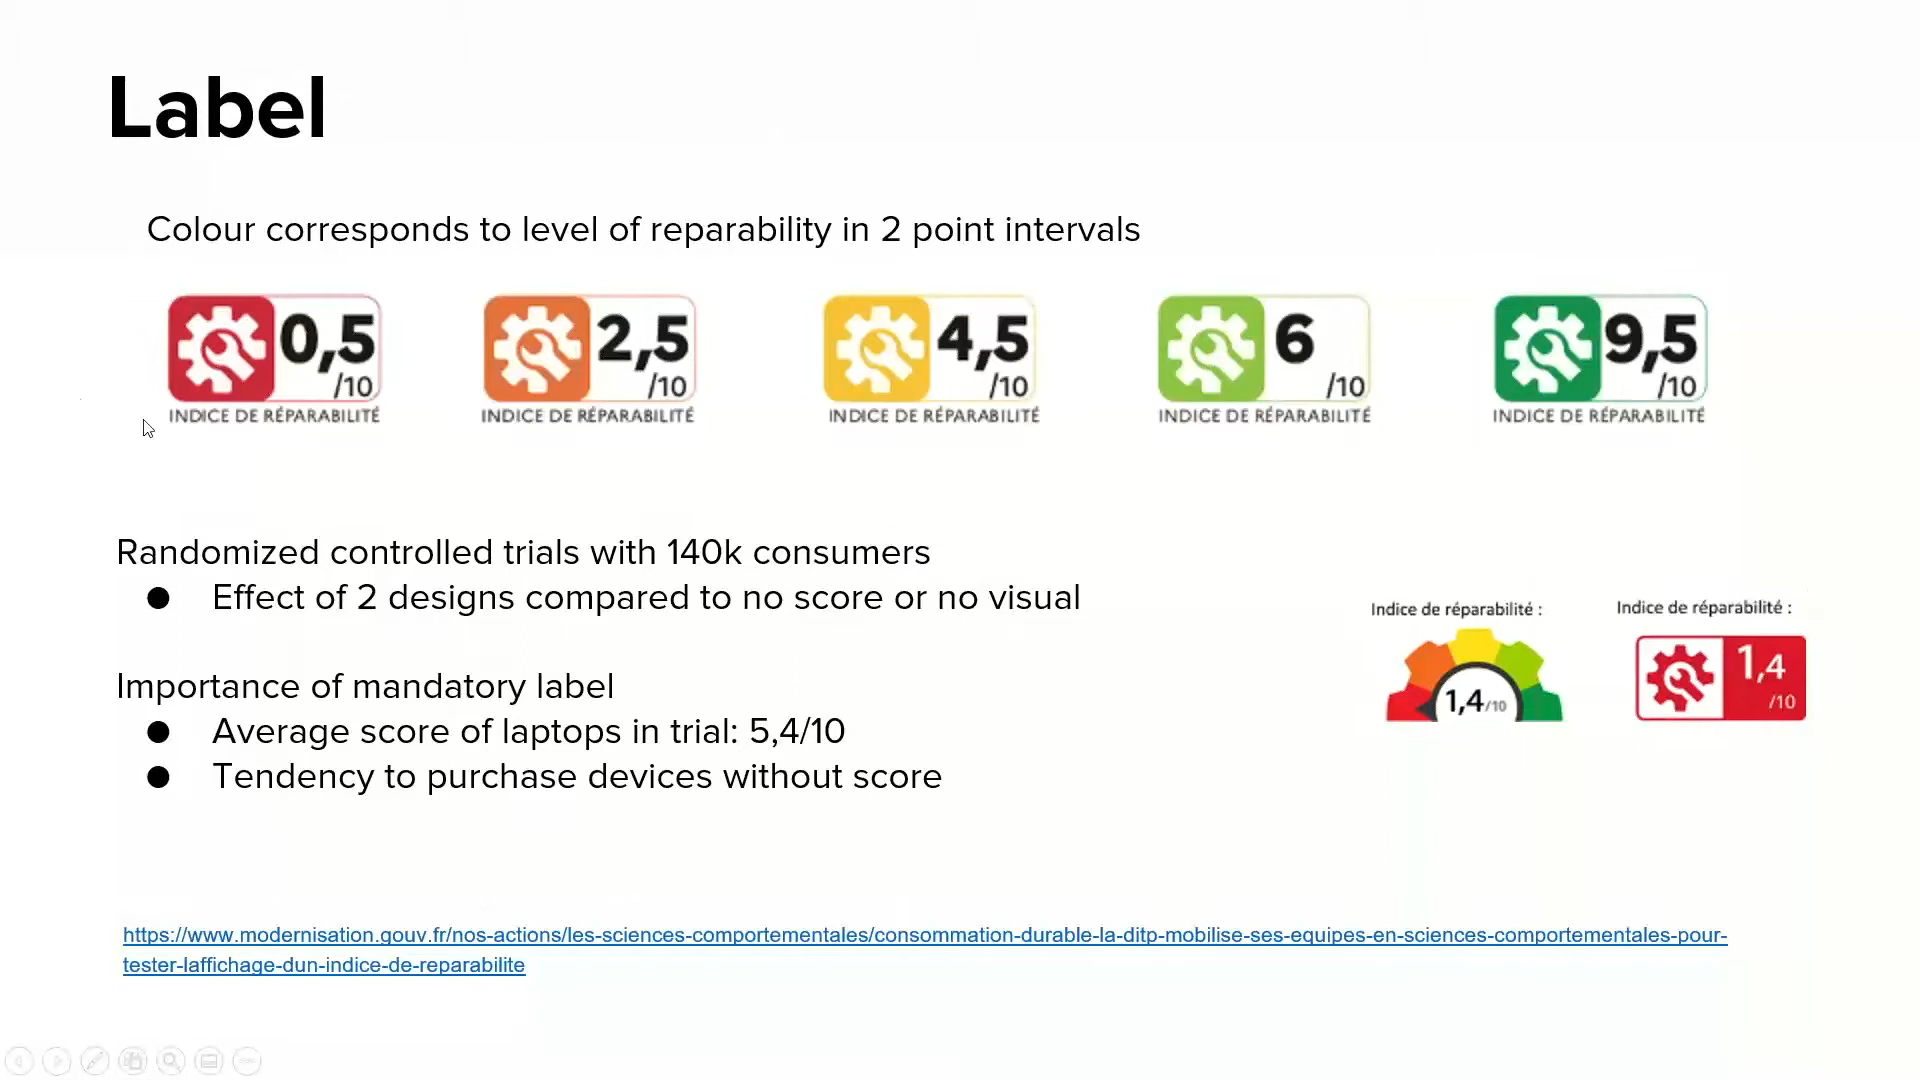 Label
Colour corresponds to level of reparability in 2 point intervals
0,5
/10
INDICE DE RÉPARABILITÉ
2,5
/10
INDICE DE RÉPARABILITÉ
4,5
/10
INDICE DE RÉPARABILITÉ
6
/10
INDICE DE RÉPARABILITÉ
9,5
/10
INDICE DE RÉPARABILITÉ
Randomized controlled trials with 140k consumers
● Effect of 2 designs compared to no score or no visual
Importance of mandatory label
● Average score of laptops in trial: 5,4/10
● Tendency to purchase devices without score
Indice de réparabilité :
1,4/10
Indice de réparabilité :
1,4
/10
https://www.modernisation.gouv.fr/nos-actions/les-sciences-comportementales/consommation-durable-la-ditp-mobilise-ses-equipes-en-sciences-comportementales-pour-
tester-laffichage-dun-indice-de-reparabilite